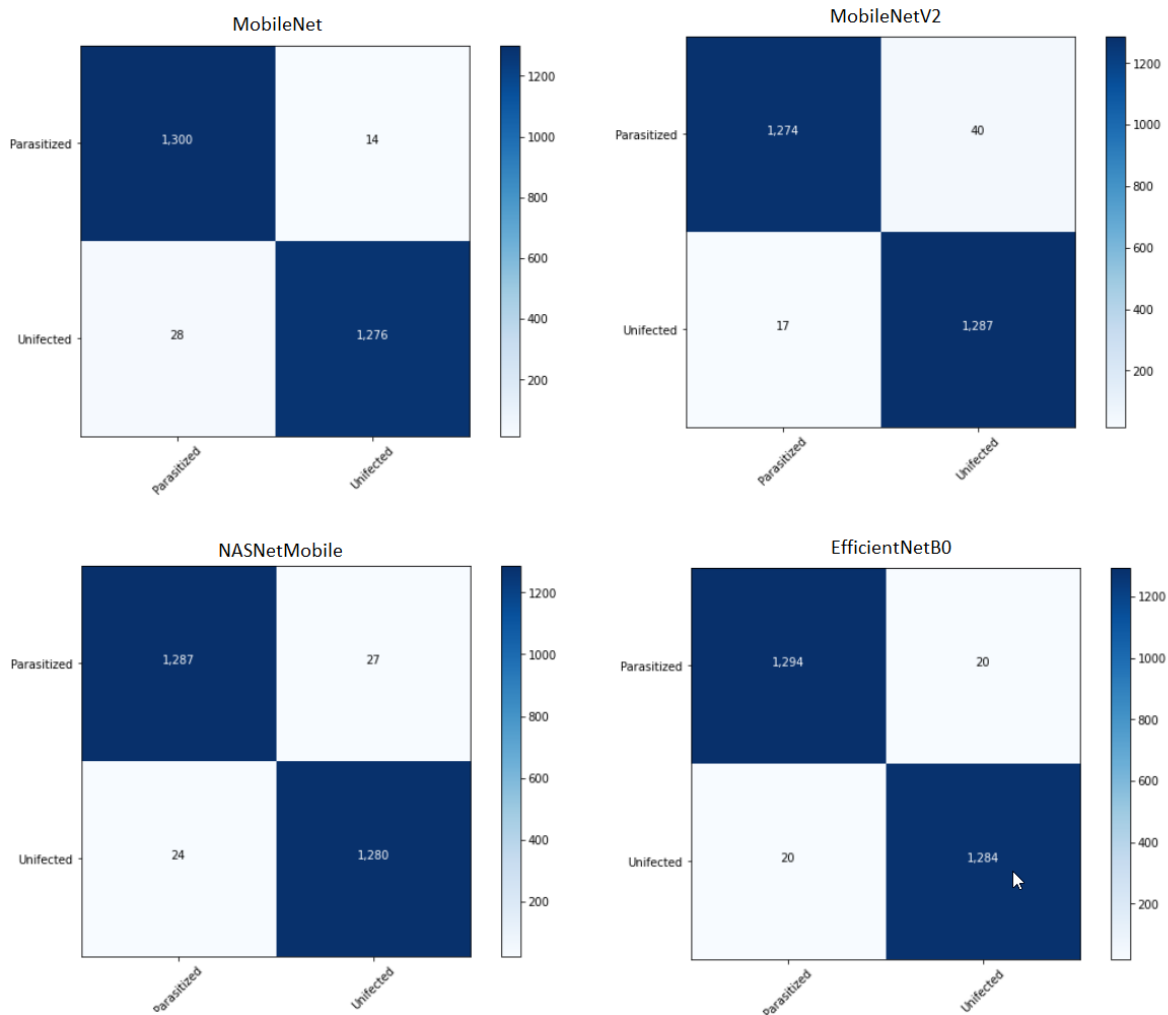 MobileNet
1200
1000
800
600
400
200
Parasitized
1,300
14
Unifected
28
1,276
Parasitized
Unifected
MobileNetV2
1200
1000
800
600
400
200
Parasitized
1,274
40
Unifected
17
1,287
Parasitized
Unifected
NASNetMobile
1200
1000
800
600
400
200
Parasitized
1,287
27
Unifected
24
1,280
Parasitized
Unifected
EfficientNetB0
1200
1000
800
600
400
200
Parasitized
1,294
20
Unifected
20
1,284
Parasitized
Unifected